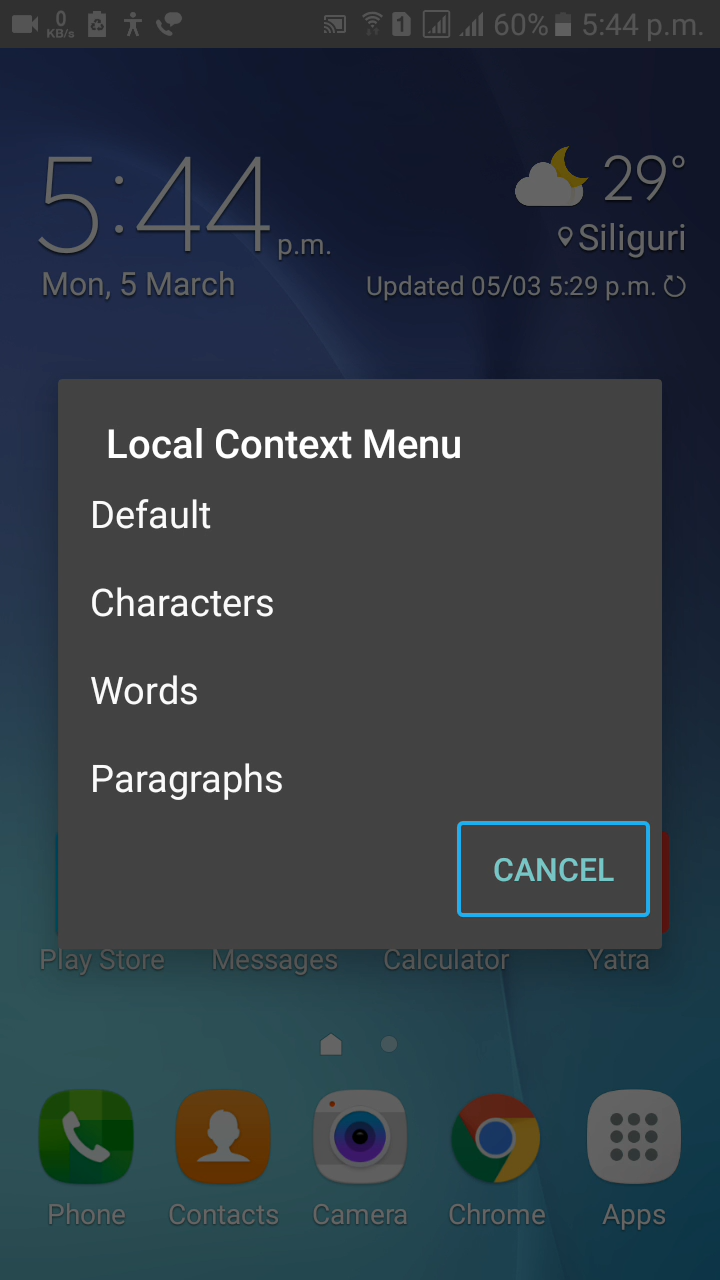 0
KB/s
1
60%
5:44 p.m.
5:44 p.m.
29°
Siliguri
Mon, 5 March
Updated 05/03 5:29 p.m.
Local Context Menu
Default
Characters
Words
Paragraphs
CANCEL
Play Store Messages Calculator Yatra
Phone Contacts Camera Chrome Apps